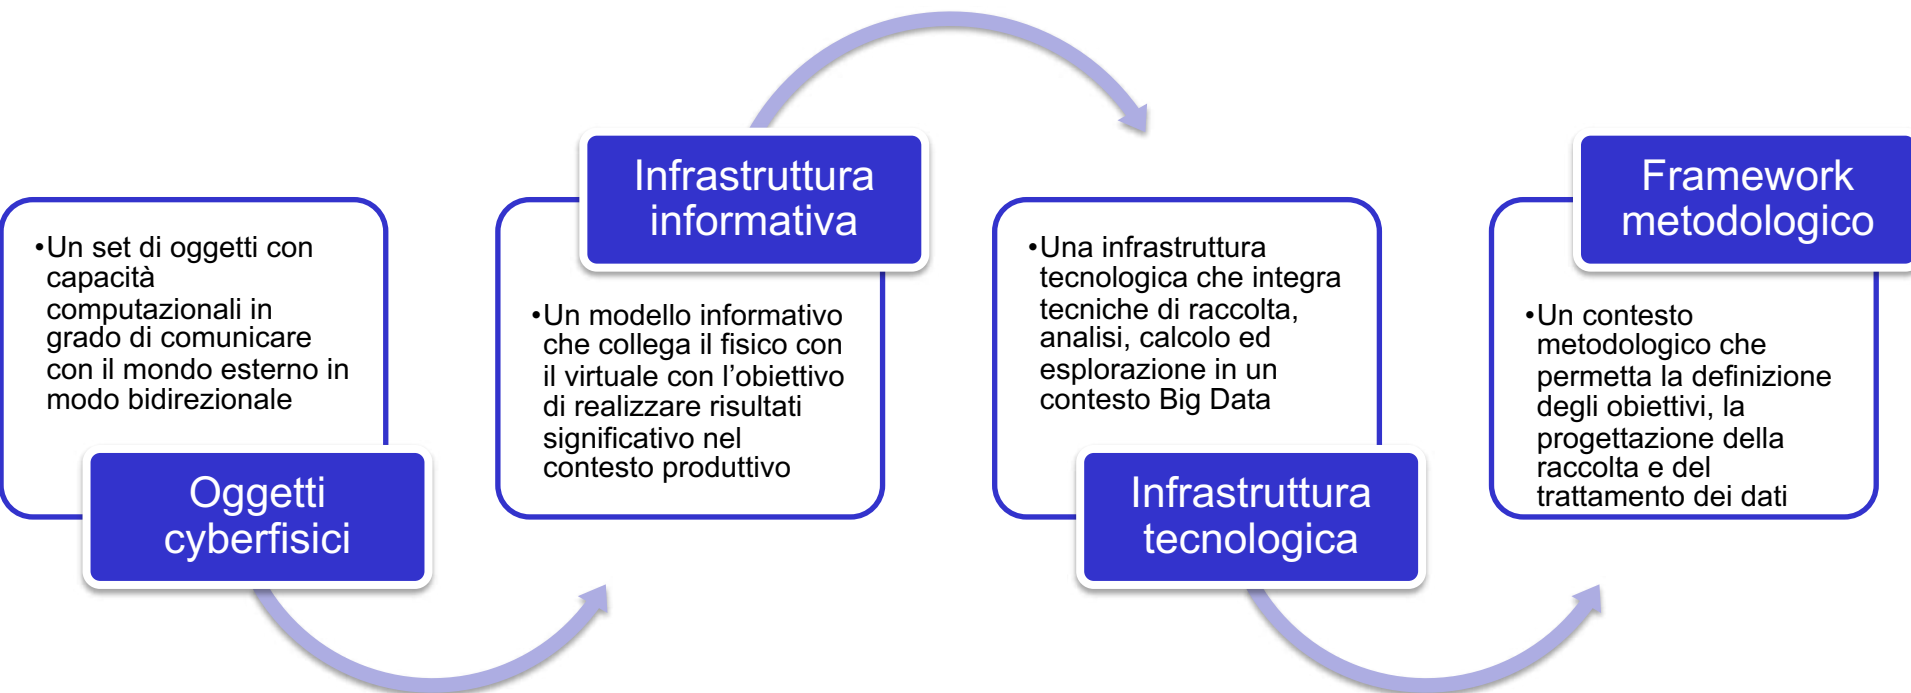 •Un set di oggetti con
capacità
computazionali in
grado di comunicare
con il mondo esterno in
modo bidirezionale
Oggetti
cyberfisici
Infrastruttura
informativa
•Un modello informativo
che collega il fisico con
il virtuale con l’obiettivo
di realizzare risultati
significativo nel
contesto produttivo
•Una infrastruttura
tecnologica che integra
tecniche di raccolta,
analisi, calcolo ed
esplorazione in un
contesto Big Data
Infrastruttura
tecnologica
Framework
metodologico
•Un contesto
metodologico che
permetta la definizione
degli obiettivi, la
progettazione della
raccolta e del
trattamento dei dati